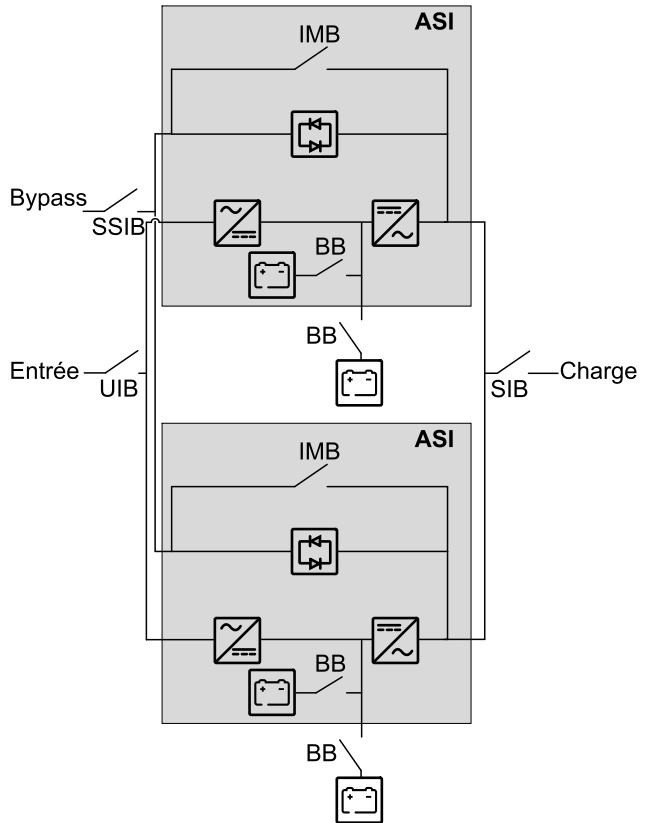 ASI
IMB
Bypass
SSIB
BB
BB
Entrée
UIB
SIB
Charge
ASI
IMB
BB
BB